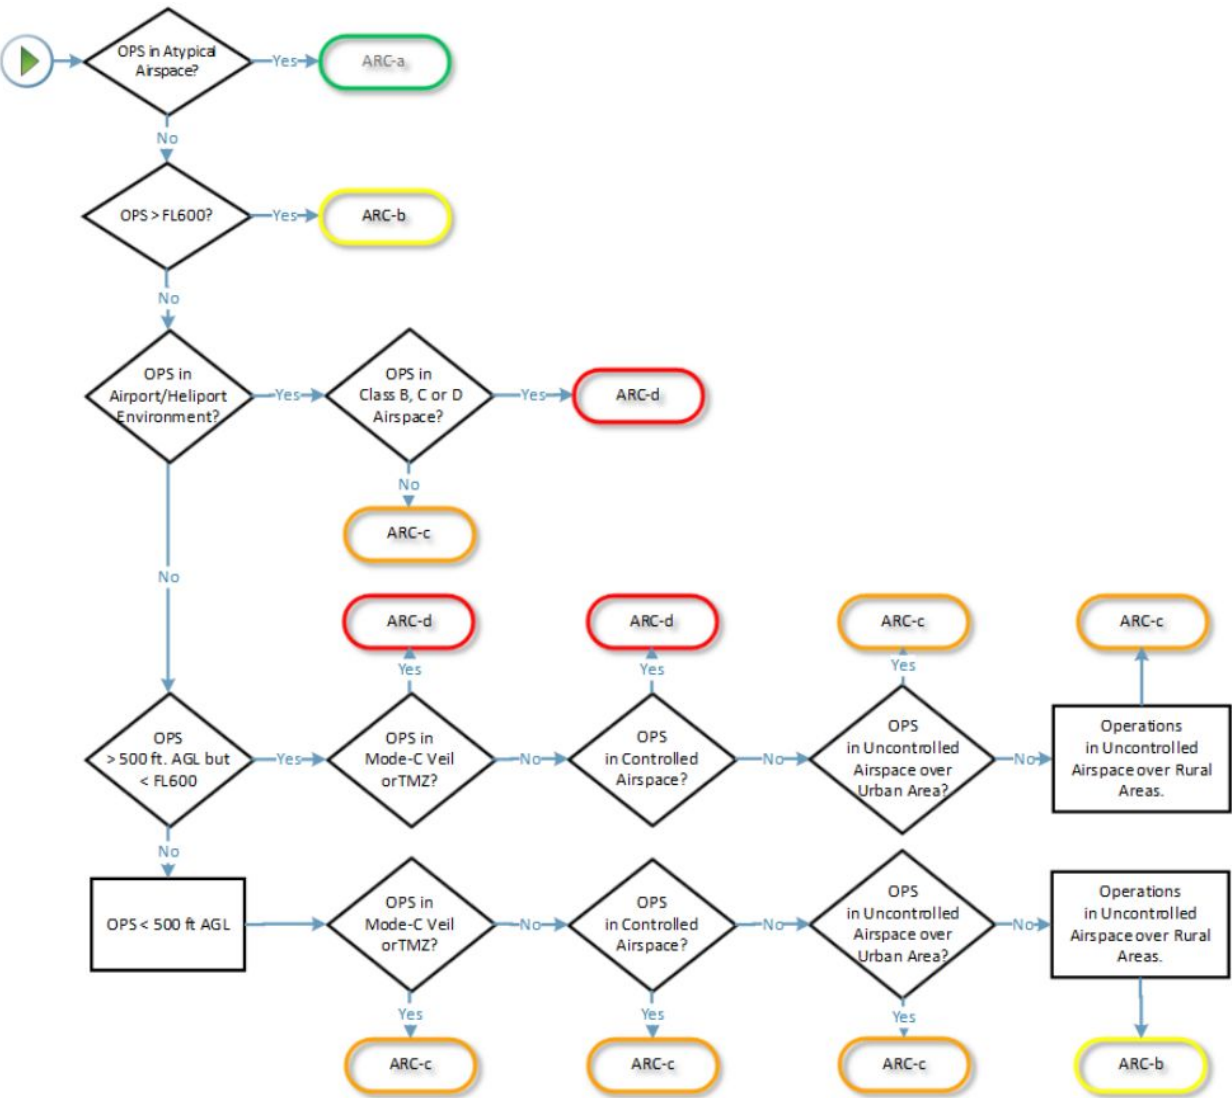 OPS in Atypical
Airspace?
Yes
ARC-a
No
OPS > FL600?
Yes
ARC-b
No
OPS in
Airport/Heliport
Environment?
Yes
OPS in
Class B, C or D
Airspace?
Yes
ARC-d
No
ARC-c
No
ARC-d
ARC-d
ARC-c
ARC-c
Yes
Yes
Yes
OPS
> 500 ft. AGL but
< FL600
Yes
OPS in
Mode-C Veil
orTMZ?
No
OPS
in Controlled
Airspace?
No
OPS
in Uncontrolled
Airspace over
Urban Area?
No
Operations
in Uncontrolled
Airspace over Rural
Areas.
No
OPS < 500 ft AGL
OPS in
Mode-C Veil
orTMZ?
No
OPS
in Controlled
Airspace?
No
OPS
in Uncontrolled
Airspace over
Urban Area?
No
Operations
in Uncontrolled
Airspace over Rural
Areas.
Yes
Yes
Yes
ARC-c
ARC-c
ARC-c
ARC-b